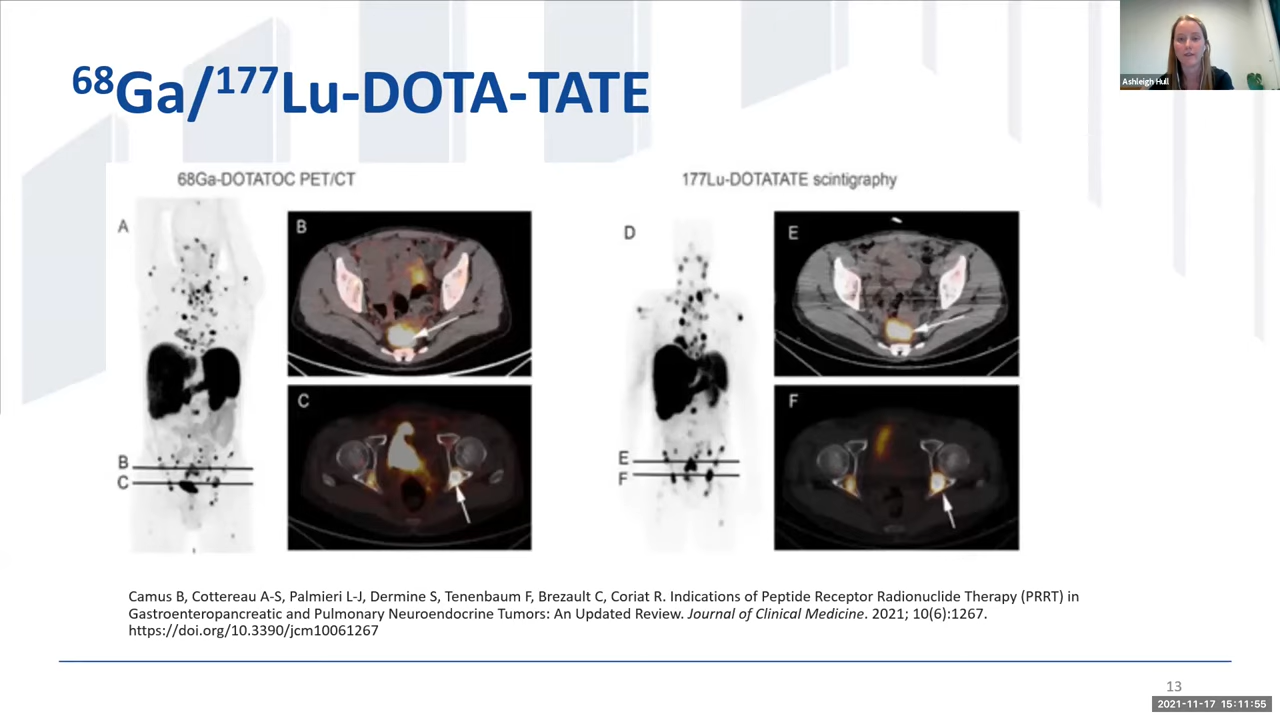 68Ga/177Lu-DOTA-TATE
Ashleigh Hull
68Ga-DOTATOC PET/CT
177Lu-DOTATATE scintigraphy
A
B
C
B
C
D
E
F
E
F
Camus B, Cottereau A-S, Palmieri L-J, Dermine S, Tenenbaum F, Brezault C, Coriat R. Indications of Peptide Receptor Radionuclide Therapy (PRRT) in
Gastroenteropancreatic and Pulmonary Neuroendocrine Tumors: An Updated Review. Journal of Clinical Medicine. 2021; 10(6):1267.
https://doi.org/10.3390/jcm10061267
13
2021-11-17 15:11:55